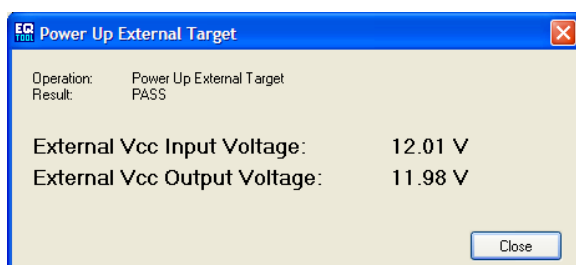 EQ TOOL Power Up External Target
Operation: Power Up External Target
Result: PASS
External Vcc Input Voltage: 12.01 V
External Vcc Output Voltage: 11.98 V
Close